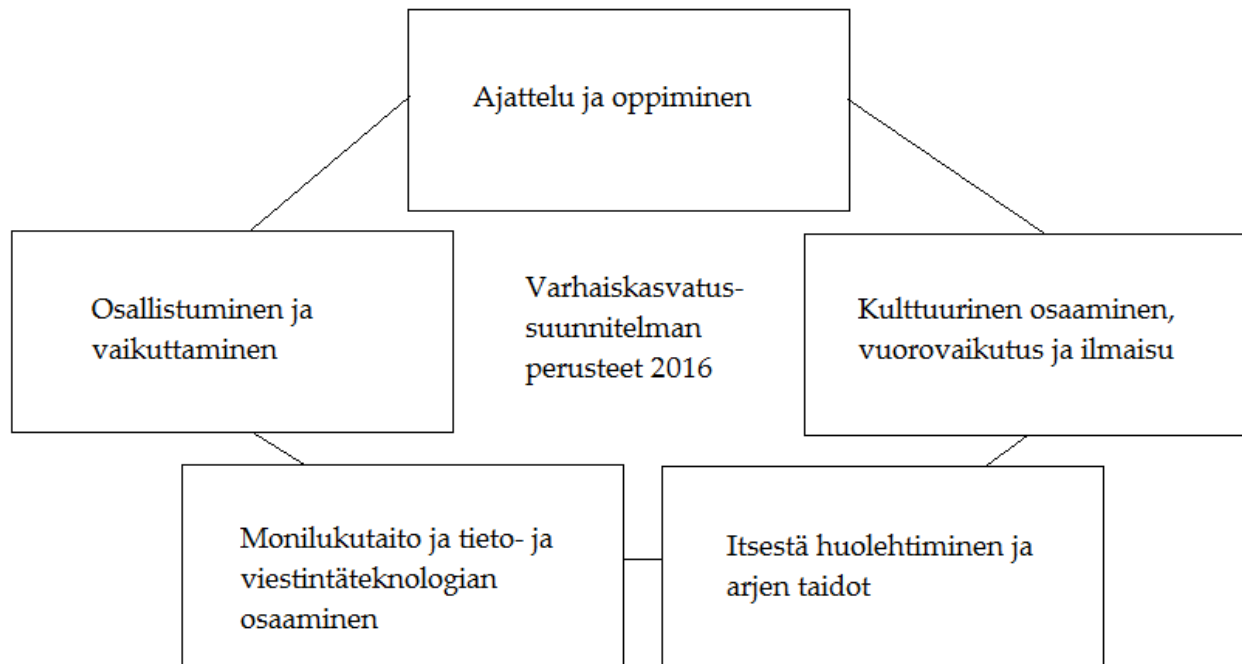 Ajattelu ja oppiminen
Osallistuminen ja
vaikuttaminen
Varhaiskasvatus-
suunnitelman
perusteet 2016
Kulttuurinen osaaminen,
vuorovaikutus ja ilmaisu
Monilukutaito ja tieto- ja
viestintäteknologian
osaaminen
Itsestä huolehtiminen ja
arjen taidot